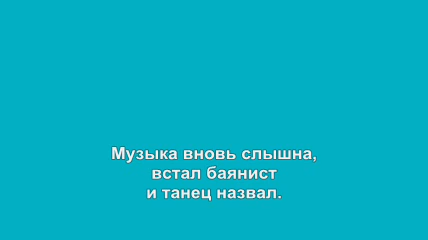 Музыка вновь слышна,
встал баянист
и танец назвал.